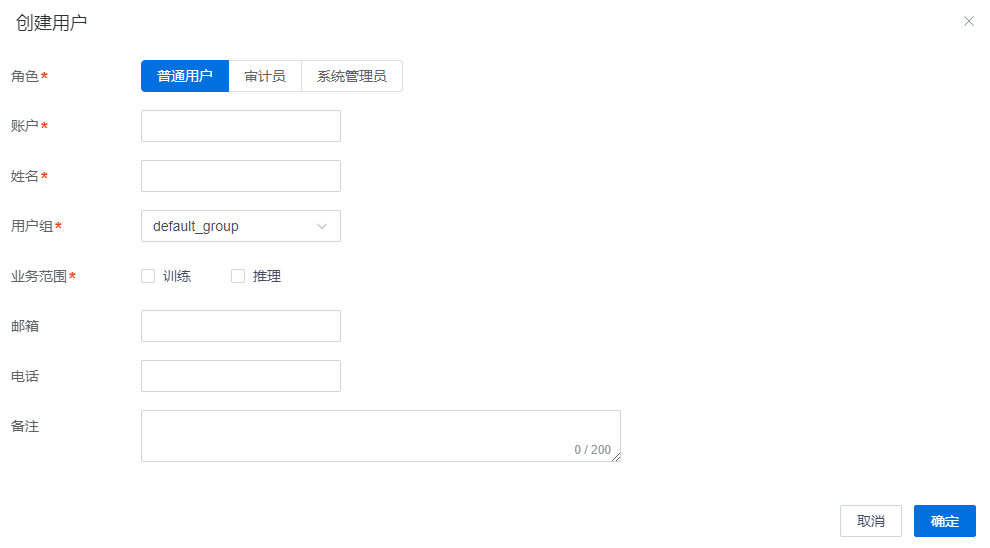 创建用户
角色*
普通用户 审计员 系统管理员
账户*
姓名*
用户组*
default_group
业务范围*
训练 推理
邮箱
电话
备注
0 / 200
取消 确定